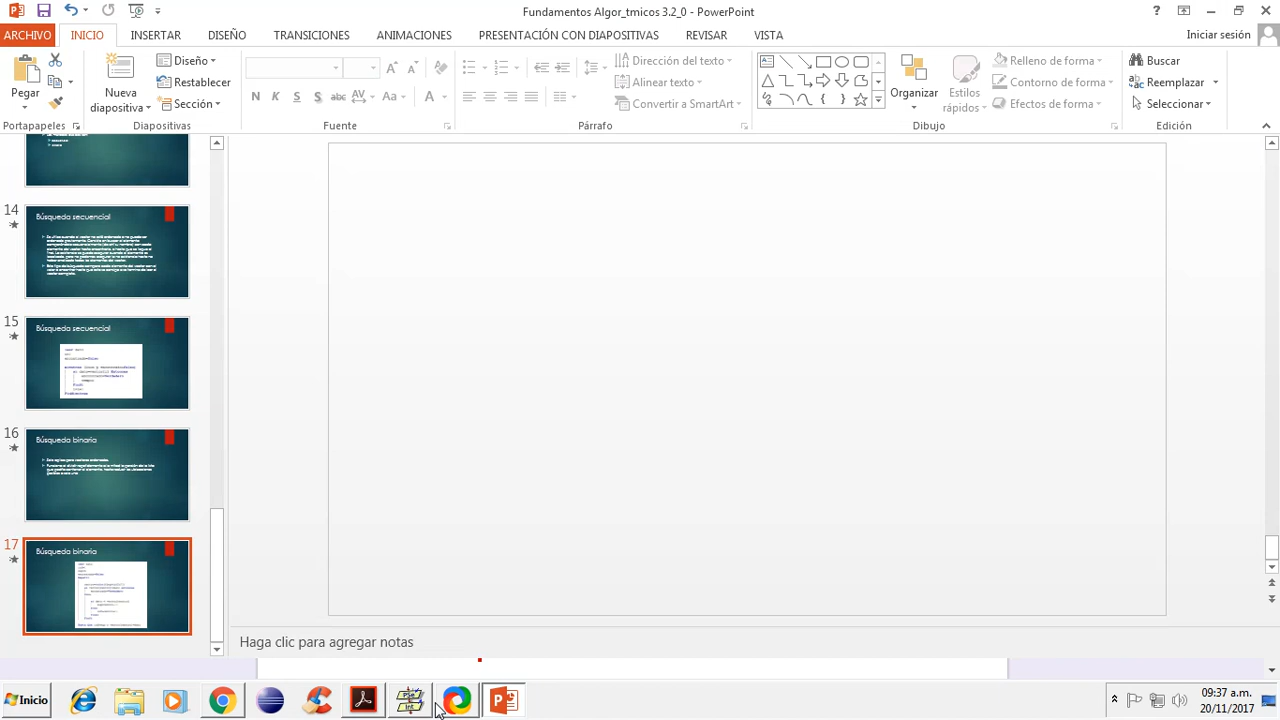 Fundamentos Algor_tmicos 3.2_0 - PowerPoint
ARCHIVO INICIO INSERTAR DISEÑO TRANSICIONES ANIMACIONES PRESENTACIÓN CON DIAPOSITIVAS REVISAR VISTA Iniciar sesión
Pegar
Nueva diapositiva
Diseño
Restablecer
Sección
N K S S abc AV Aa A
Dirección del texto
Alinear texto
Convertir a SmartArt
Organizar
Estilos rápidos
Relleno de forma
Contorno de forma
Efectos de forma
Buscar
Reemplazar
Seleccionar
Portapapeles Diapositivas Fuente Párrafo Dibujo Edición
14
Búsqueda secuencial
15
Búsqueda secuencial
16
Búsqueda binaria
17
Búsqueda binaria
Haga clic para agregar notas
Inicio
09:37 a.m.
20/11/2017